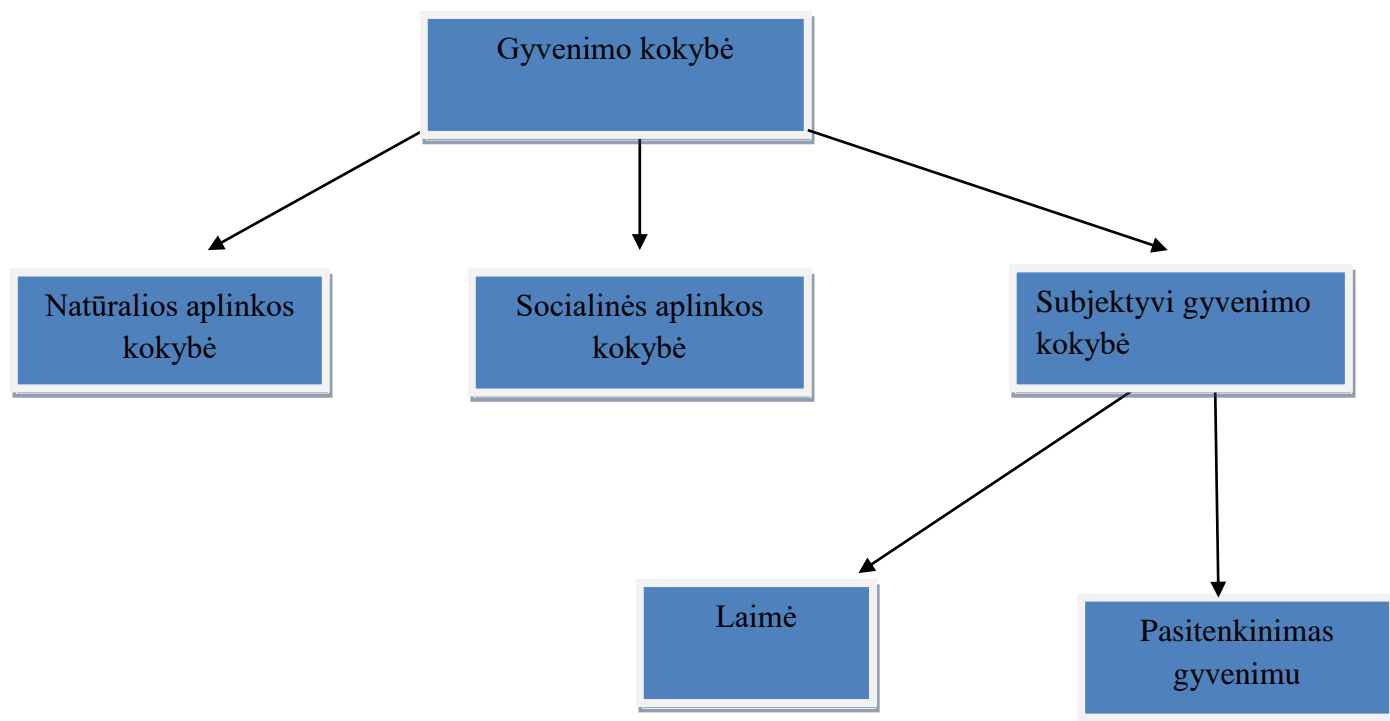 Gyvenimo kokybė
Natūralios aplinkos
kokybė
Socialinės aplinkos
kokybė
Subjektyvi gyvenimo
kokybė
Laimė
Pasitenkinimas
gyvenimu